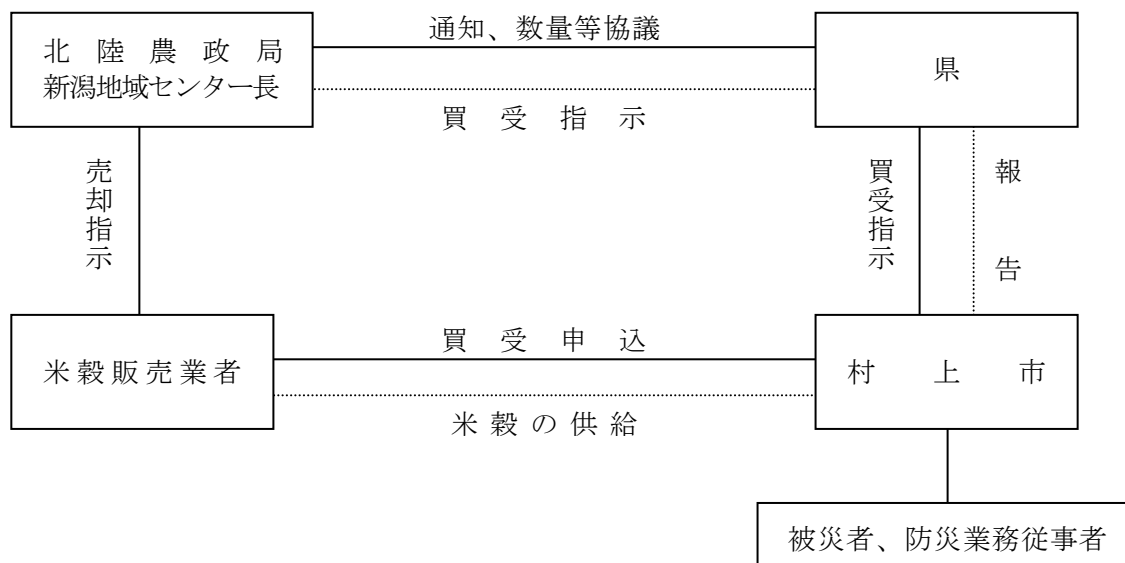 通知、数量等協議
北陸農政局
新潟地域センター長
県
買受指示
売却指示
買受指示
報告
米穀販売業者
買受申込
村上市
米穀の供給
被災者、防災業務従事者